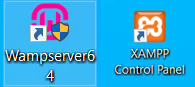 Wampserver6
4
XAMPP
Control Panel